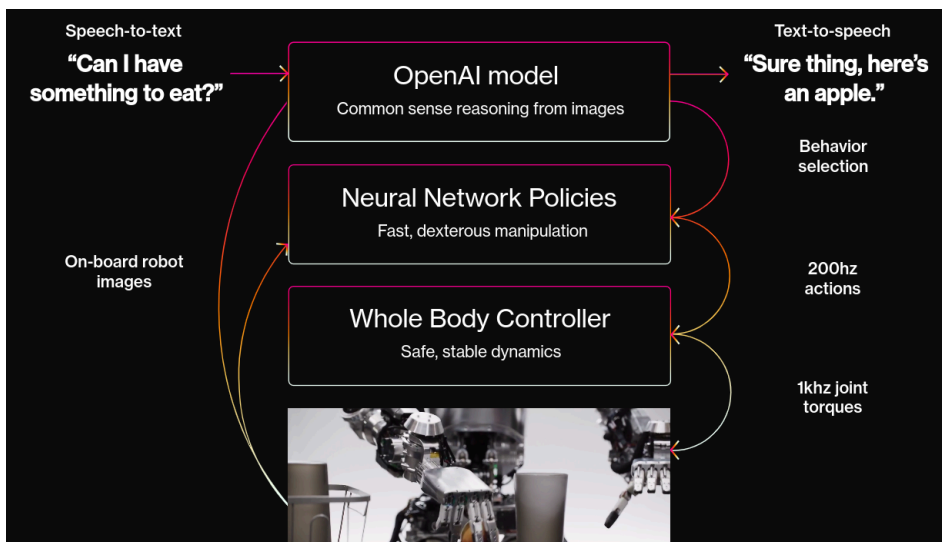 Speech-to-text
“Can I have
something to eat?”
OpenAI model
Common sense reasoning from images
Text-to-speech
“Sure thing, here’s
an apple.”
Behavior
selection
Neural Network Policies
Fast, dexterous manipulation
On-board robot
images
200hz
actions
Whole Body Controller
Safe, stable dynamics
1khz joint
torques